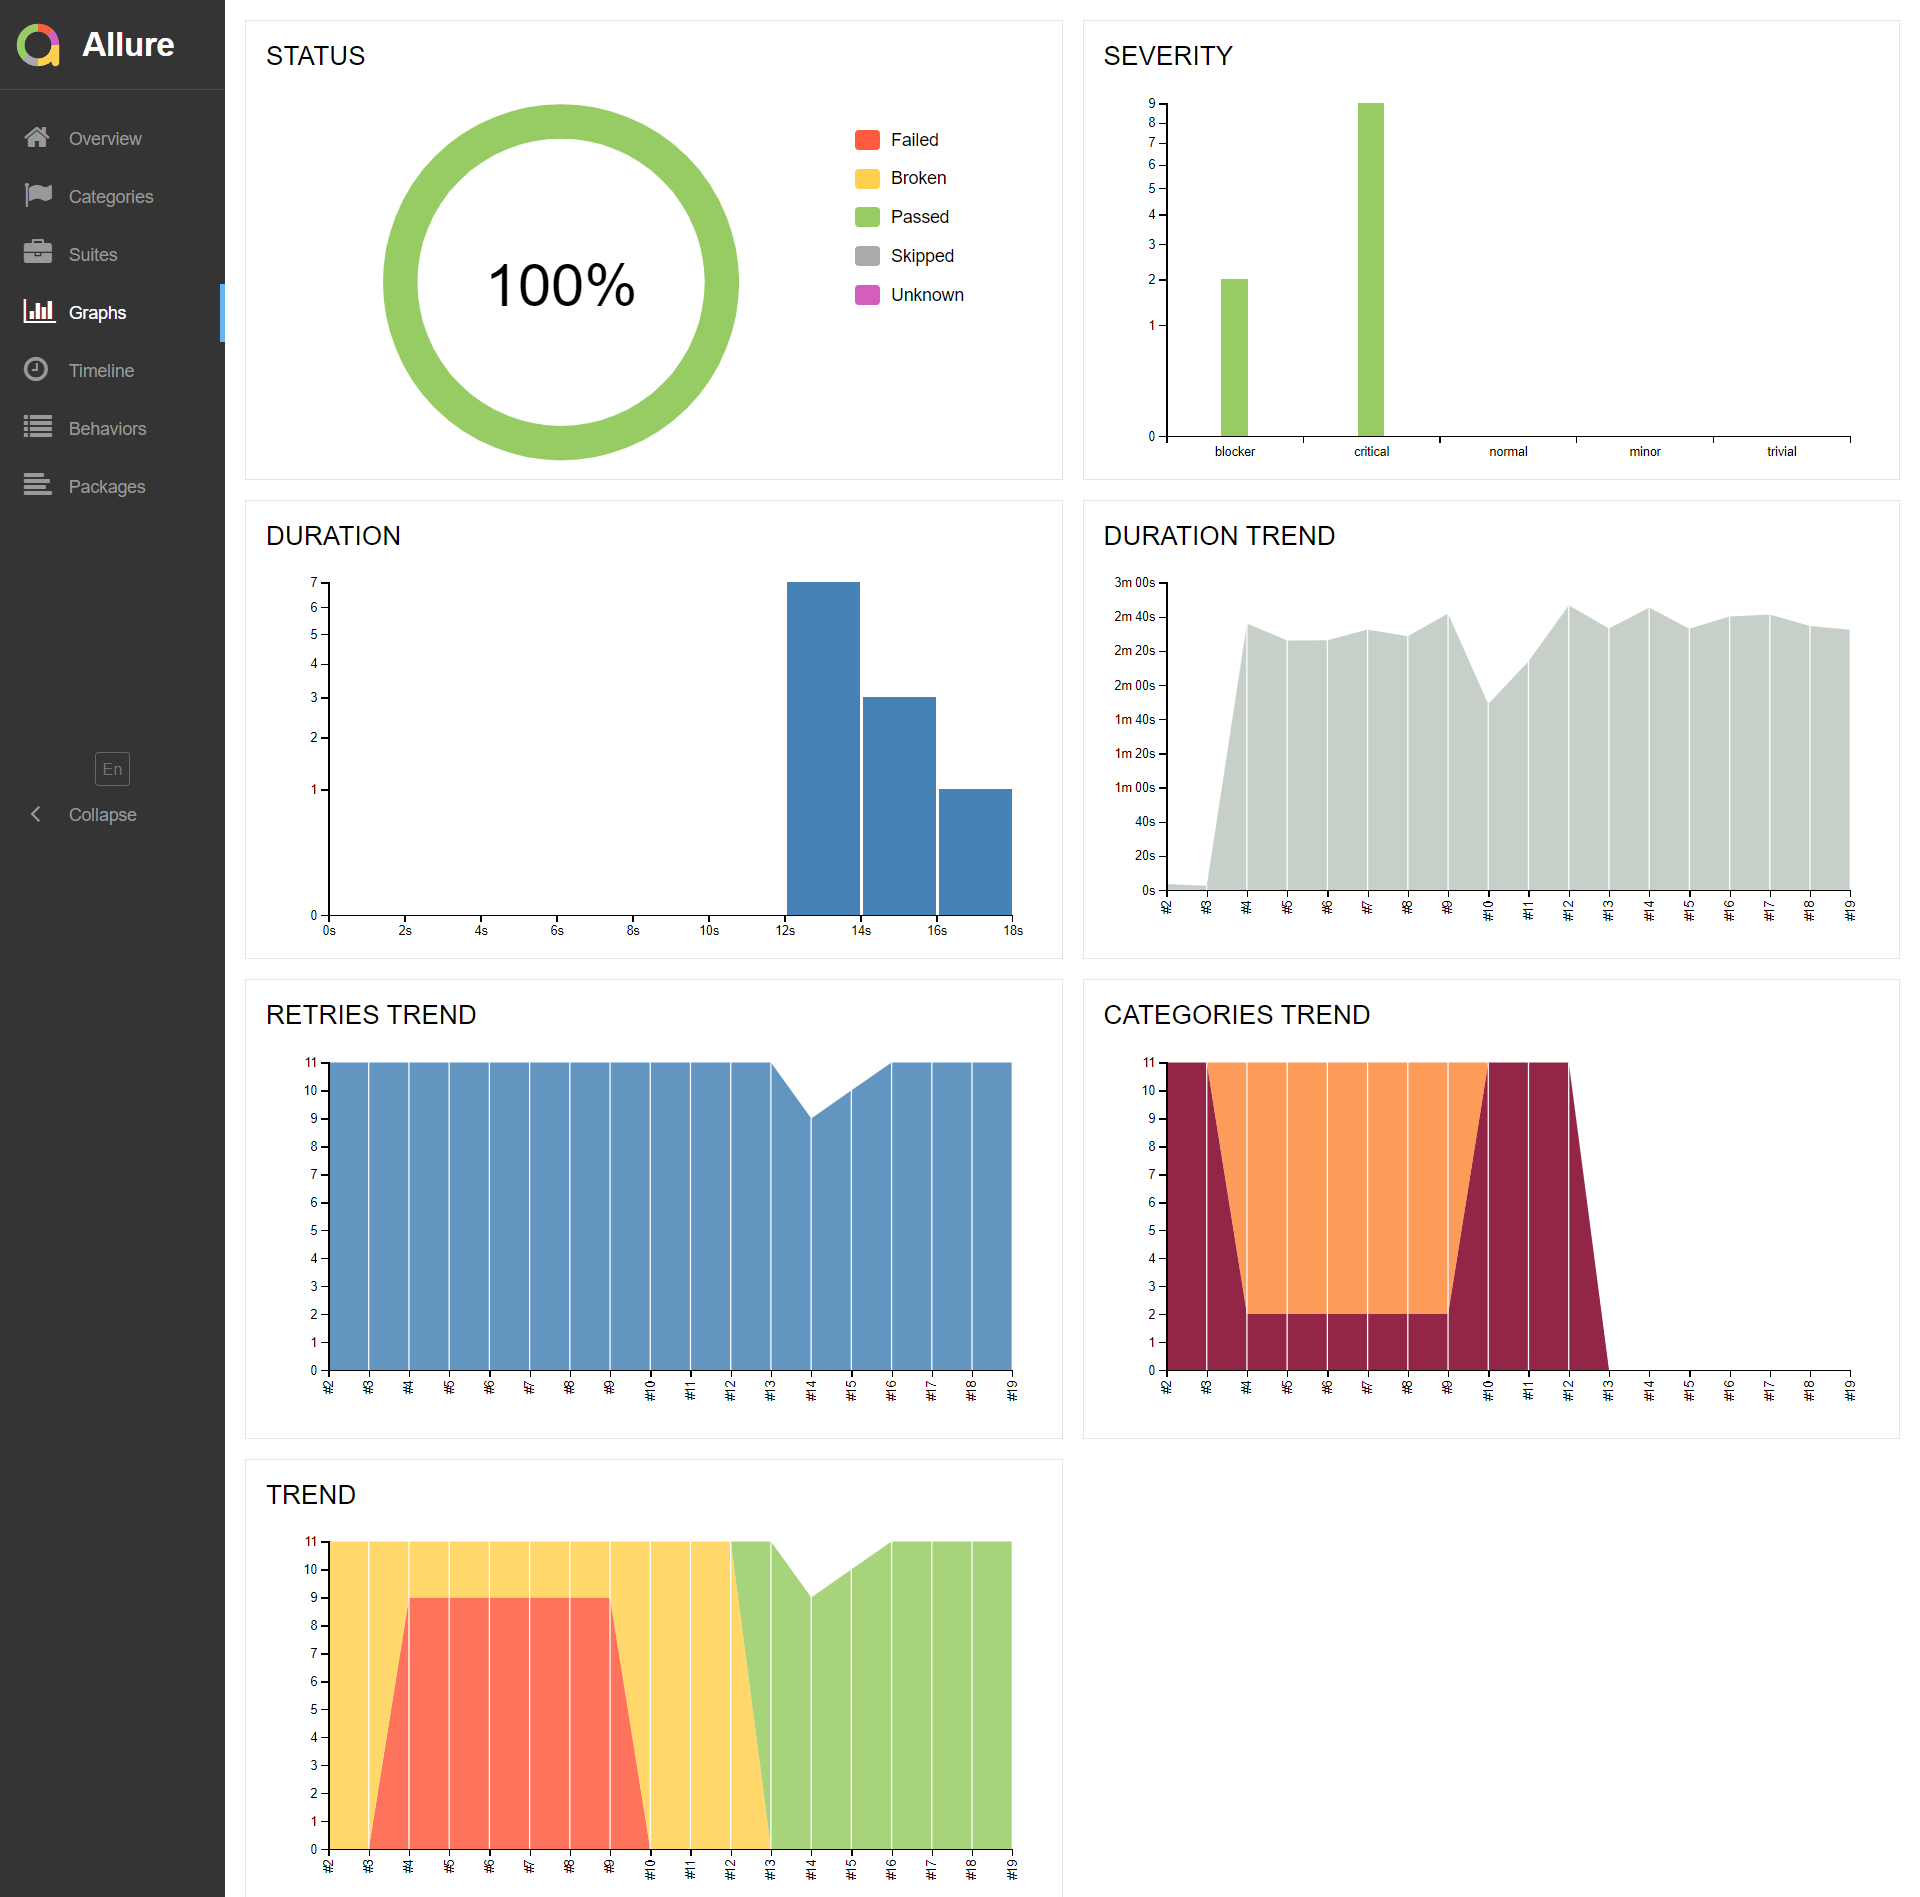 Allure
Overview
Categories
Suites
Graphs
Timeline
Behaviors
Packages
En
Collapse
STATUS
100%
Failed
Broken
Passed
Skipped
Unknown
SEVERITY
9
8
7
6
5
4
3
2
1
0
blocker critical normal minor trivial
DURATION
7
6
5
4
3
2
1
0
0s 2s 4s 6s 8s 10s 12s 14s 16s 18s
DURATION TREND
3m 00s
2m 40s
2m 20s
2m 00s
1m 40s
1m 20s
1m 00s
40s
20s
0s
#2 #3 #4 #5 #6 #7 #8 #9 #10 #11 #12 #13 #14 #15 #16 #17 #18 #19
RETRIES TREND
11
10
9
8
7
6
5
4
3
2
1
0
#2 #3 #4 #5 #6 #7 #8 #9 #10 #11 #12 #13 #14 #15 #16 #17 #18 #19
CATEGORIES TREND
11
10
9
8
7
6
5
4
3
2
1
0
#2 #3 #4 #5 #6 #7 #8 #9 #10 #11 #12 #13 #14 #15 #16 #17 #18 #19
TREND
11
10
9
8
7
6
5
4
3
2
1
0
#2 #3 #4 #5 #6 #7 #8 #9 #10 #11 #12 #13 #14 #15 #16 #17 #18 #19